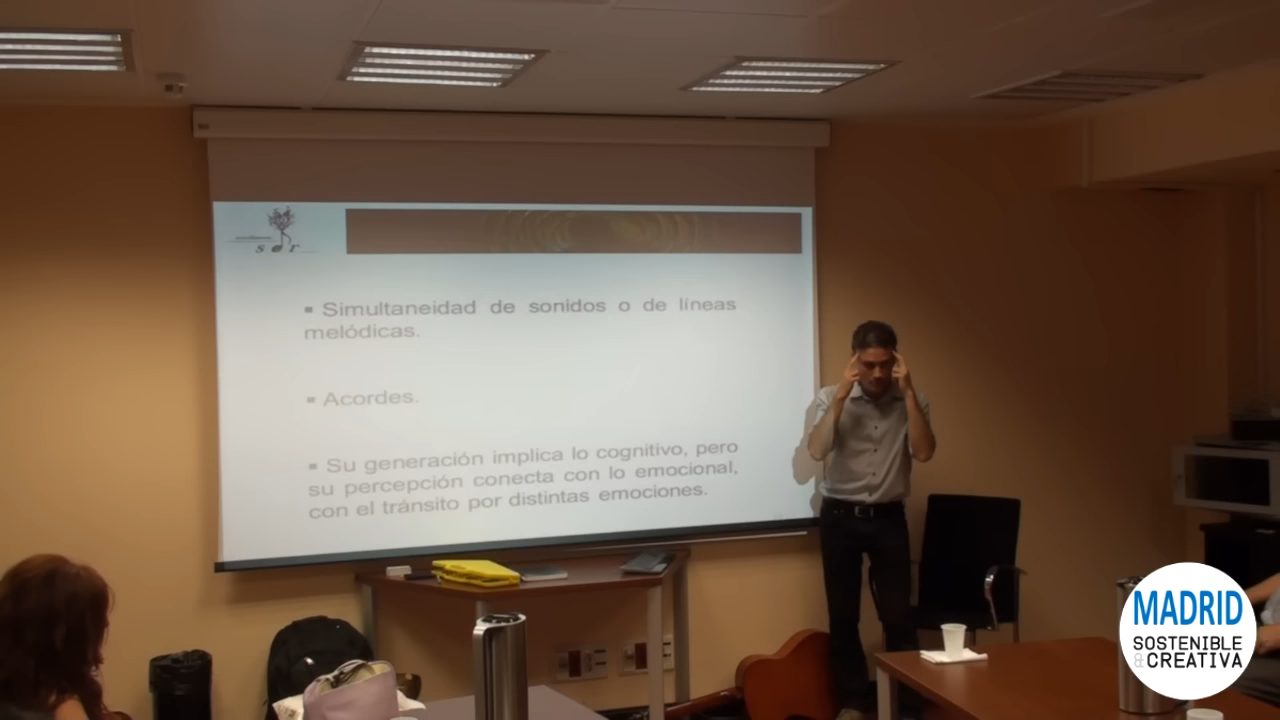 s r
▪ Simultaneidad de sonidos o de líneas
melódicas.
▪ Acordes.
▪ Su generación implica lo cognitivo, pero
su percepción conecta con lo emocional,
con el tránsito por distintas emociones.
MADRID
SOSTENIBLE
CREATIVA